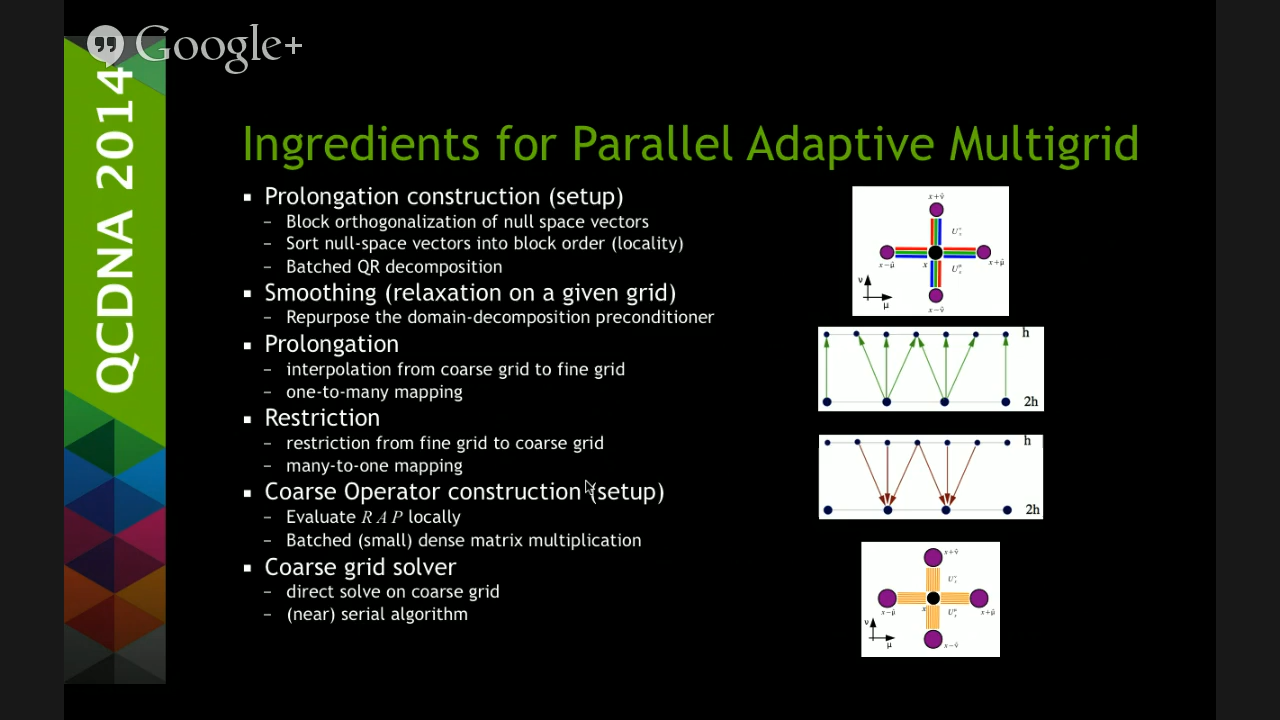 Google+
QCDNA 2014
Ingredients for Parallel Adaptive Multigrid
▪ Prolongation construction (setup)
– Block orthogonalization of null space vectors
– Sort null-space vectors into block order (locality)
– Batched QR decomposition
▪ Smoothing (relaxation on a given grid)
– Repurpose the domain-decomposition preconditioner
▪ Prolongation
– interpolation from coarse grid to fine grid
– one-to-many mapping
▪ Restriction
– restriction from fine grid to coarse grid
– many-to-one mapping
▪ Coarse Operator construction (setup)
– Evaluate R A P locally
– Batched (small) dense matrix multiplication
▪ Coarse grid solver
– direct solve on coarse grid
– (near) serial algorithm
x+ν̂
x−μ̂
x
x+μ̂
ν
μ
x−ν̂
h
2h
h
2h
x+ν̂
x−μ̂
x
x+μ̂
ν
μ
x−ν̂